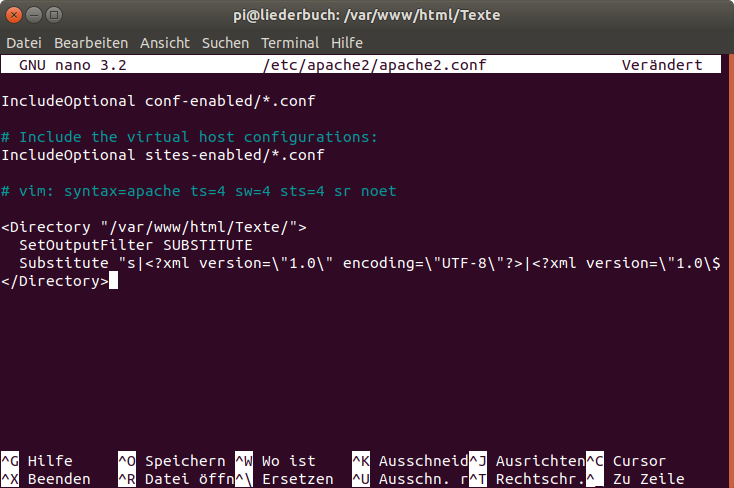 pi@liederbuch: /var/www/html/Texte
Datei Bearbeiten Ansicht Suchen Terminal Hilfe
GNU nano 3.2 /etc/apache2/apache2.conf Verändert
IncludeOptional conf-enabled/*.conf
# Include the virtual host configurations:
IncludeOptional sites-enabled/*.conf
# vim: syntax=apache ts=4 sw=4 sts=4 sr noet
<Directory "/var/www/html/Texte/">
  SetOutputFilter SUBSTITUTE
  Substitute "s|<?xml version=\"1.0\" encoding=\"UTF-8\"?>|<?xml version=\"1.0\$
</Directory>
^G Hilfe ^O Speichern ^W Wo ist ^K Ausschneid ^J Ausrichten ^C Cursor
^X Beenden ^R Datei öffn ^\ Ersetzen ^U Ausschn. r ^T Rechtschr. ^_ Zu Zeile